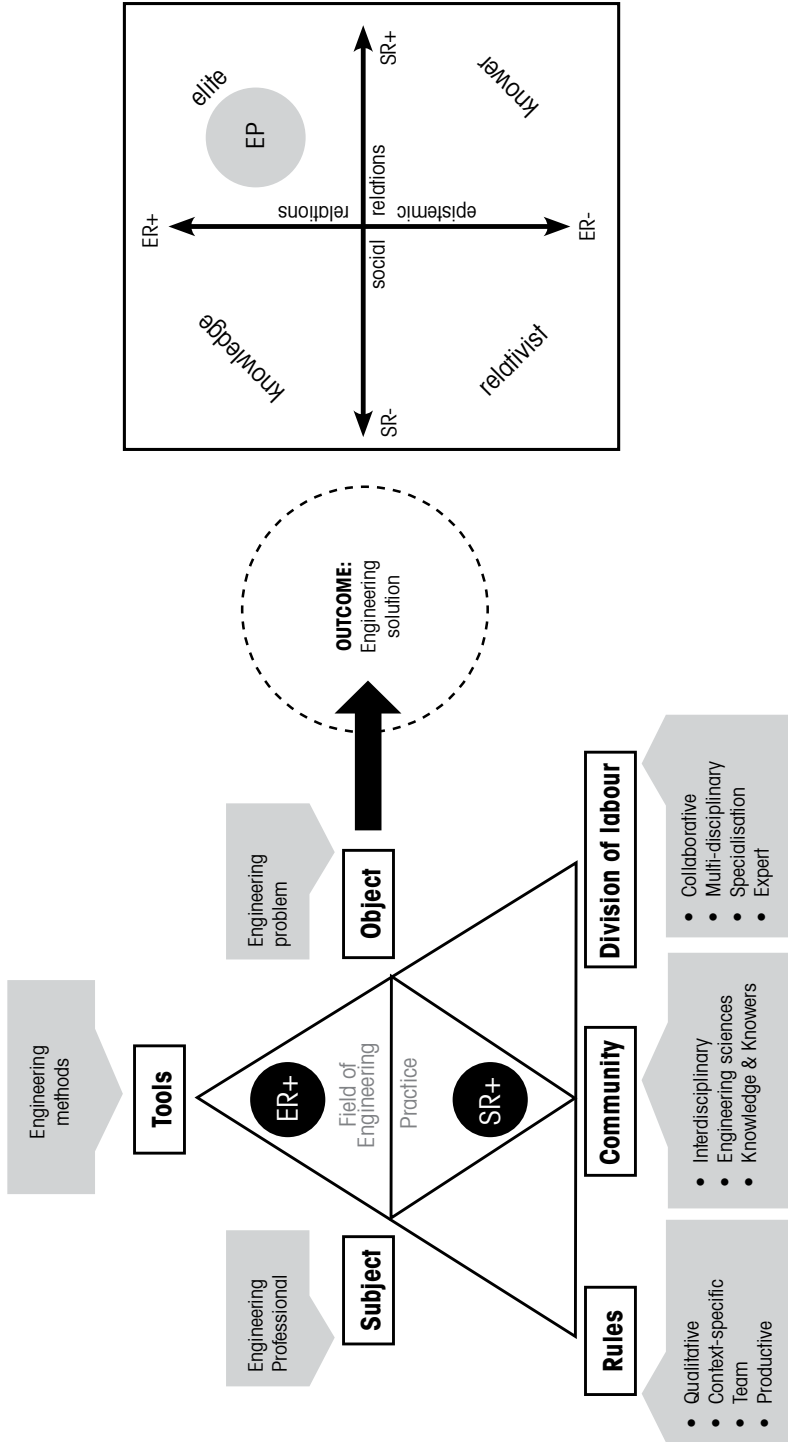 Engineering
methods
Tools
Engineering
Professional
Subject
Engineering
problem
Object
ER+
Field of
Engineering
Practice
SR+
OUTCOME:
Engineering
solution
Rules
• Qualitative
• Context-specific
• Team
• Productive
Community
• Interdisciplinary
• Engineering sciences
• Knowledge & Knowers
Division of labour
• Collaborative
• Multi-disciplinary
• Specialisation
• Expert
ER+
knowledge
elite
EP
relations
SR-
social
relations
SR+
epistemic
relativist
knower
ER-